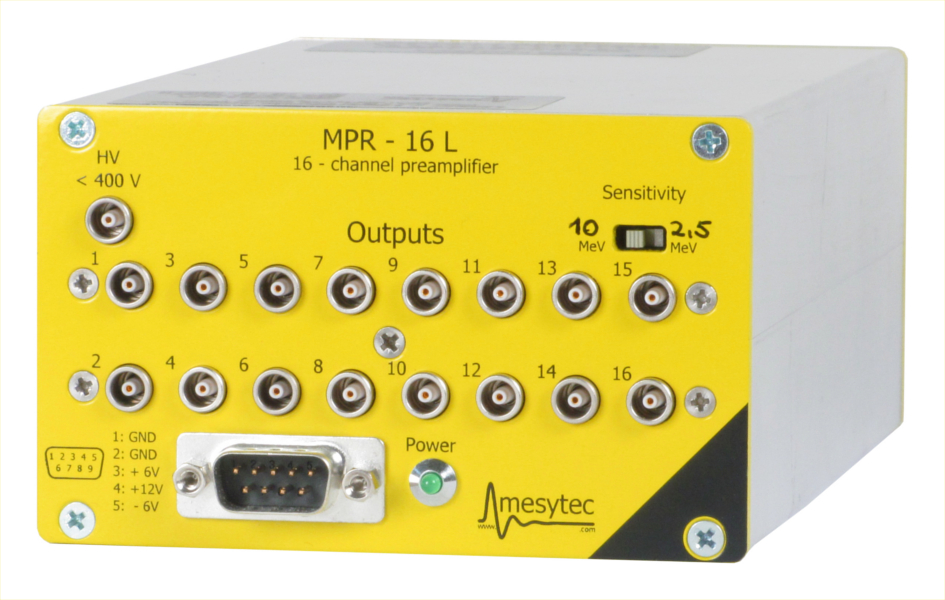 MPR - 16 L
16 - channel preamplifier
HV
< 400 V
Sensitivity
10 MeV
2,5 MeV
Outputs
1 3 5 7 9 11 13 15
2 4 6 8 10 12 14 16
1: GND
2: GND
3: + 6V
4: +12V
5: - 6V
1 2 3 4 5
6 7 8 9
Power
mesytec
www. .com